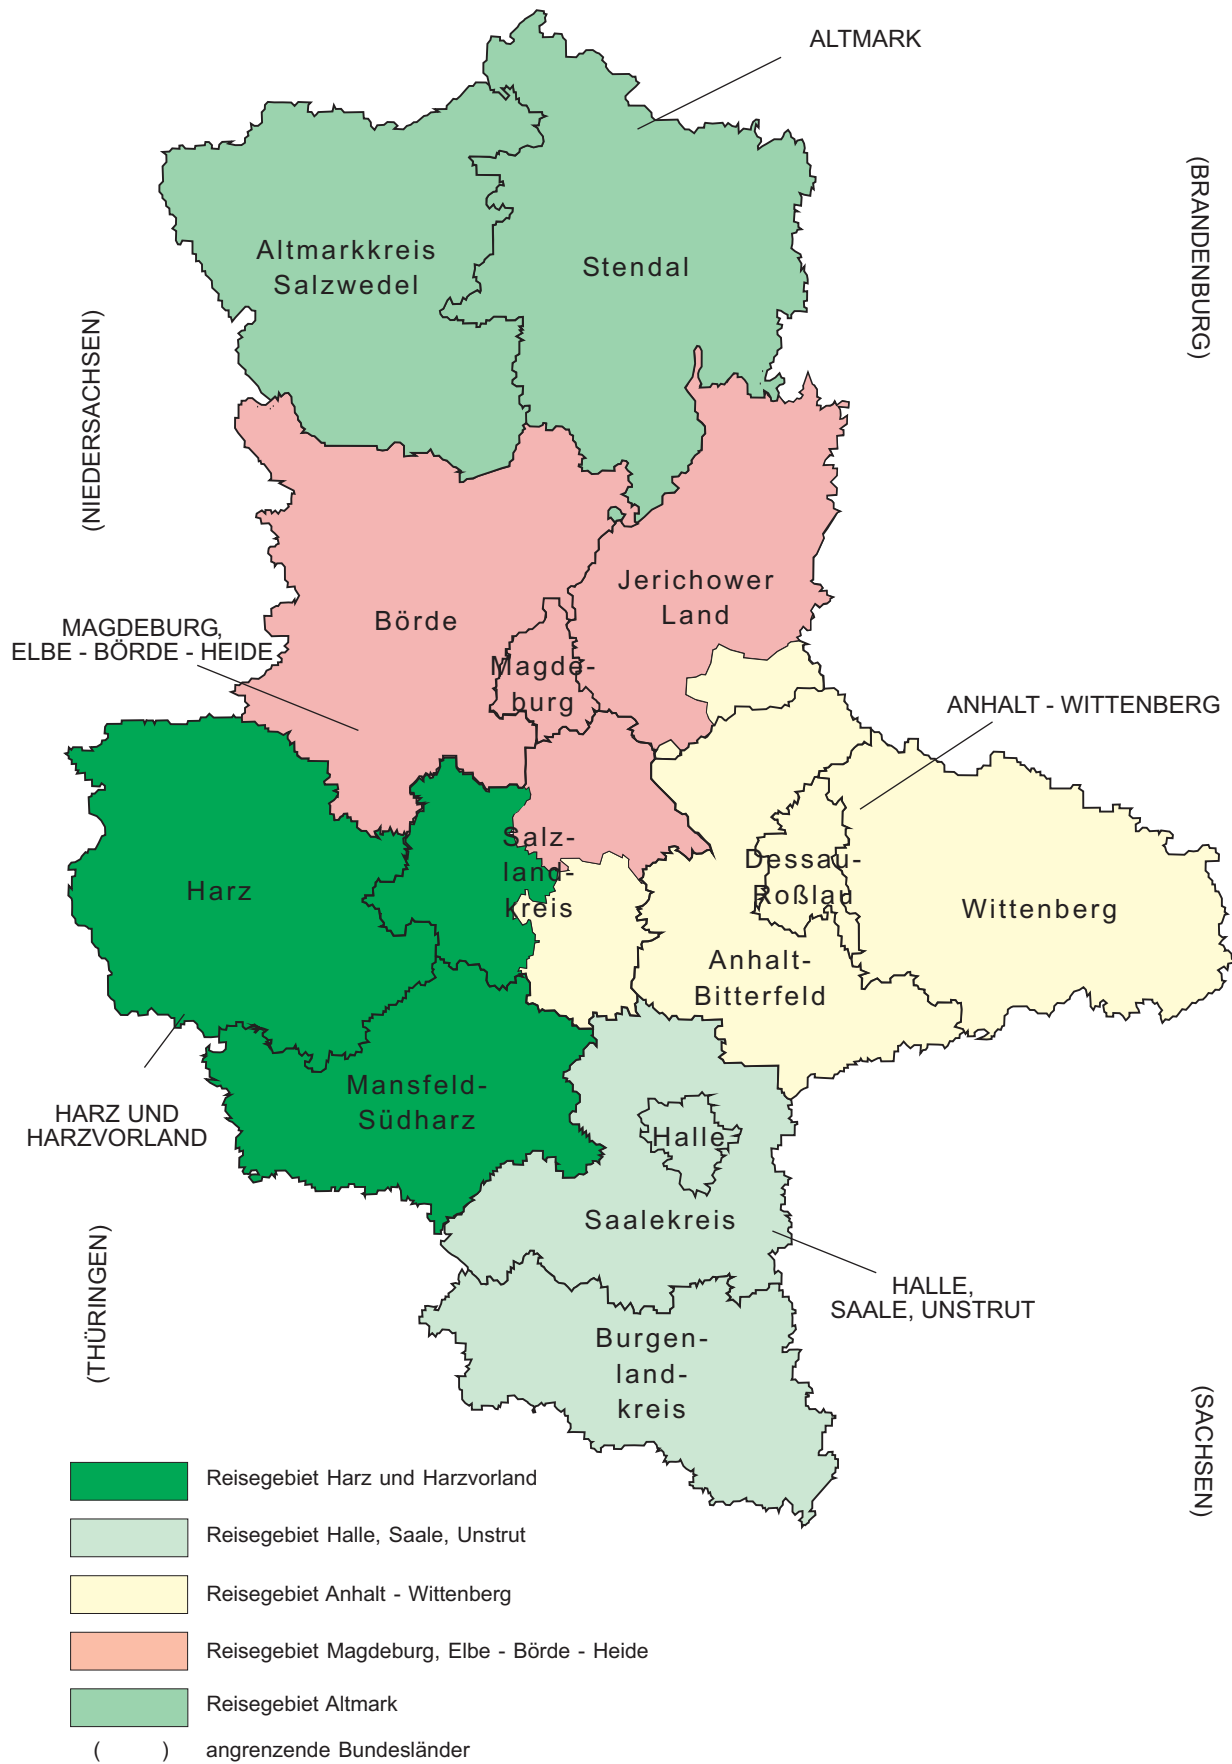 ALTMARK
(BRANDENBURG)
Altmarkkreis
Salzwedel
Stendal
(NIEDERSACHSEN)
Jerichower
Land
Börde
MAGDEBURG,
ELBE - BÖRDE - HEIDE
Magde-
burg
ANHALT - WITTENBERG
Salz-
land-
kreis
Dessau-
Roßlau
Harz
Wittenberg
Anhalt-
Bitterfeld
Mansfeld-
Südharz
HARZ UND
HARZVORLAND
Halle
Saalekreis
(THÜRINGEN)
HALLE,
SAALE, UNSTRUT
Burgen-
land-
kreis
(SACHSEN)
Reisegebiet Harz und Harzvorland
Reisegebiet Halle, Saale, Unstrut
Reisegebiet Anhalt - Wittenberg
Reisegebiet Magdeburg, Elbe - Börde - Heide
Reisegebiet Altmark
( ) angrenzende Bundesländer